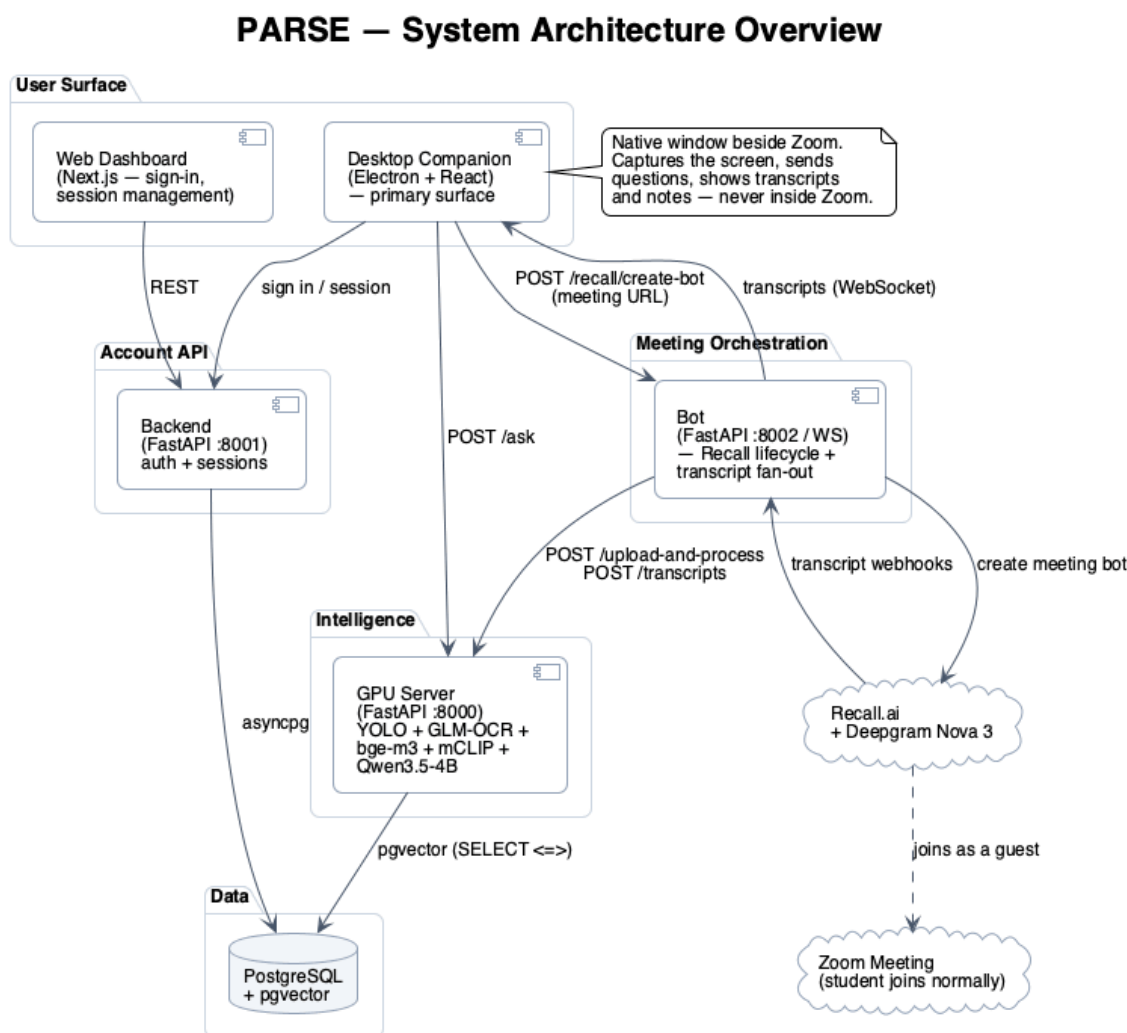 PARSE — System Architecture Overview
User Surface
Web Dashboard
(Next.js — sign-in,
session management)
Desktop Companion
(Electron + React)
— primary surface
Native window beside Zoom.
Captures the screen, sends
questions, shows transcripts
and notes — never inside Zoom.
REST
sign in / session
POST /recall/create-bot
(meeting URL)
transcripts (WebSocket)
Account API
Backend
(FastAPI :8001)
auth + sessions
POST /ask
Meeting Orchestration
Bot
(FastAPI :8002 / WS)
— Recall lifecycle +
transcript fan-out
POST /upload-and-process
POST /transcripts
transcript webhooks
create meeting bot
Intelligence
GPU Server
(FastAPI :8000)
YOLO + GLM-OCR +
bge-m3 + mCLIP +
Qwen3.5-4B
asyncpg
Recall.ai
+ Deepgram Nova 3
pgvector (SELECT <=>)
joins as a guest
Data
PostgreSQL
+ pgvector
Zoom Meeting
(student joins normally)